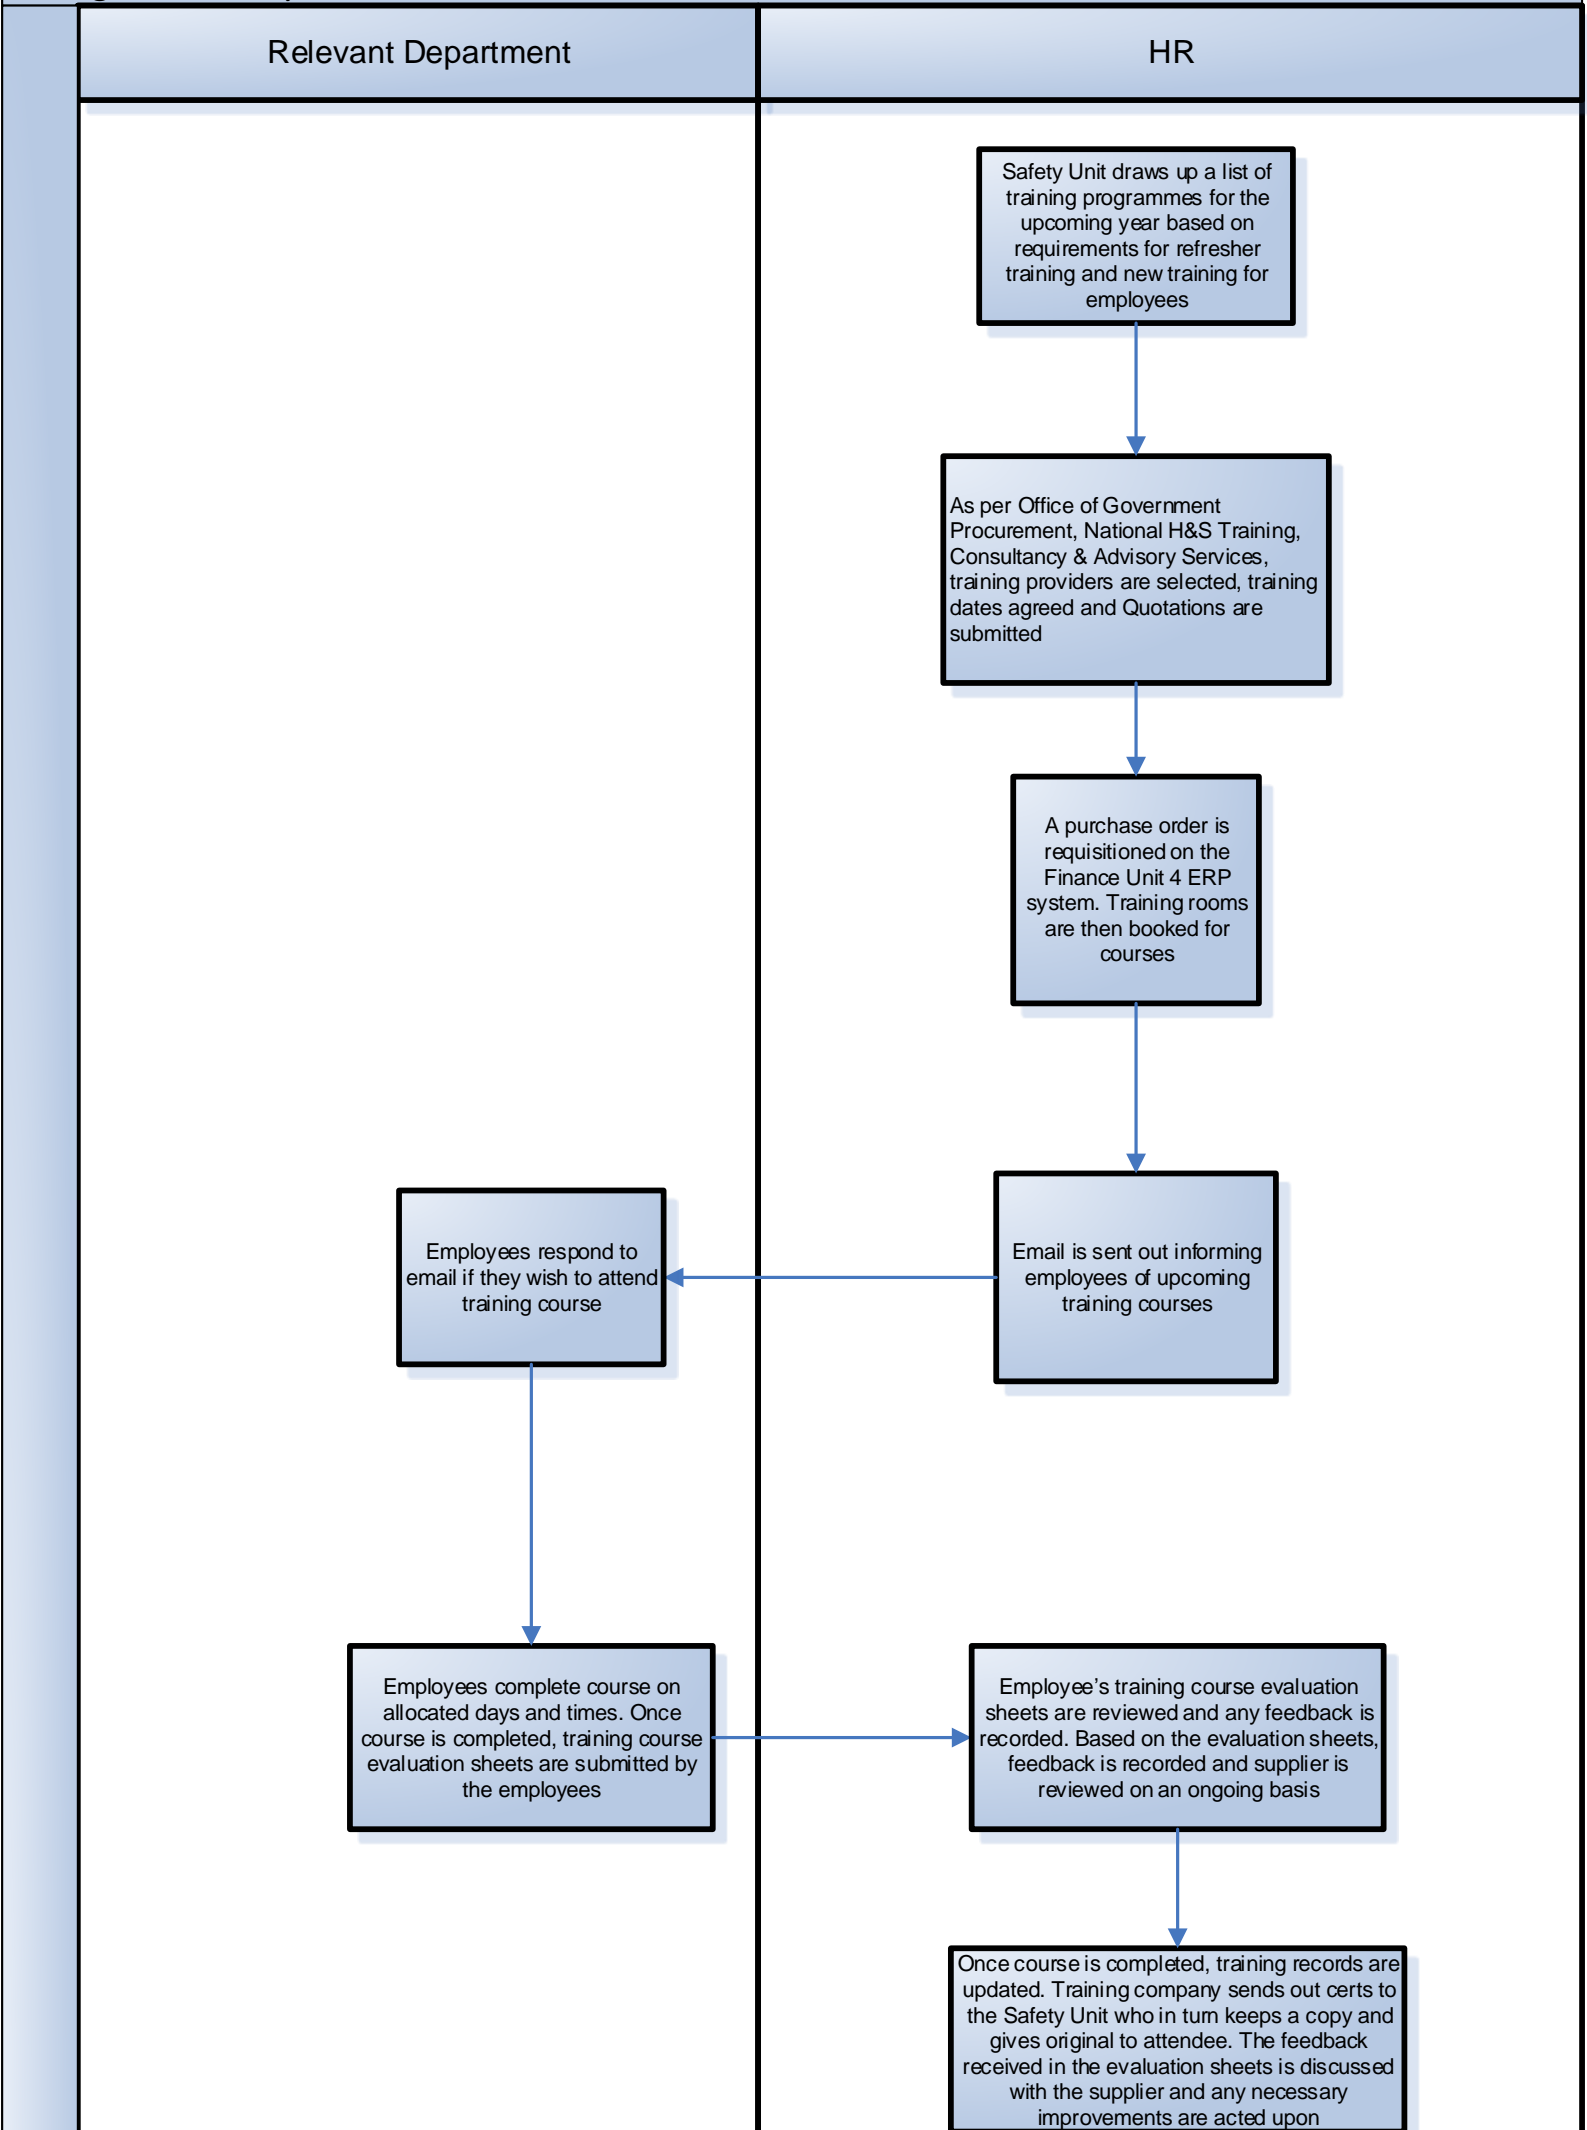 Relevant Department
HR
Safety Unit draws up a list of
training programmes for the
upcoming year based on
requirements for refresher
training and new training for
employees
As per Office of Government
Procurement, National H&S Training,
Consultancy & Advisory Services,
training providers are selected, training
dates agreed and Quotations are
submitted
A purchase order is
requisitioned on the
Finance Unit 4 ERP
system. Training rooms
are then booked for
courses
Email is sent out informing
employees of upcoming
training courses
Employees respond to
email if they wish to attend
training course
Employees complete course on
allocated days and times. Once
course is completed, training course
evaluation sheets are submitted by
the employees
Employee’s training course evaluation
sheets are reviewed and any feedback is
recorded. Based on the evaluation sheets,
feedback is recorded and supplier is
reviewed on an ongoing basis
Once course is completed, training records are
updated. Training company sends out certs to
the Safety Unit who in turn keeps a copy and
gives original to attendee. The feedback
received in the evaluation sheets is discussed
with the supplier and any necessary
improvements are acted upon